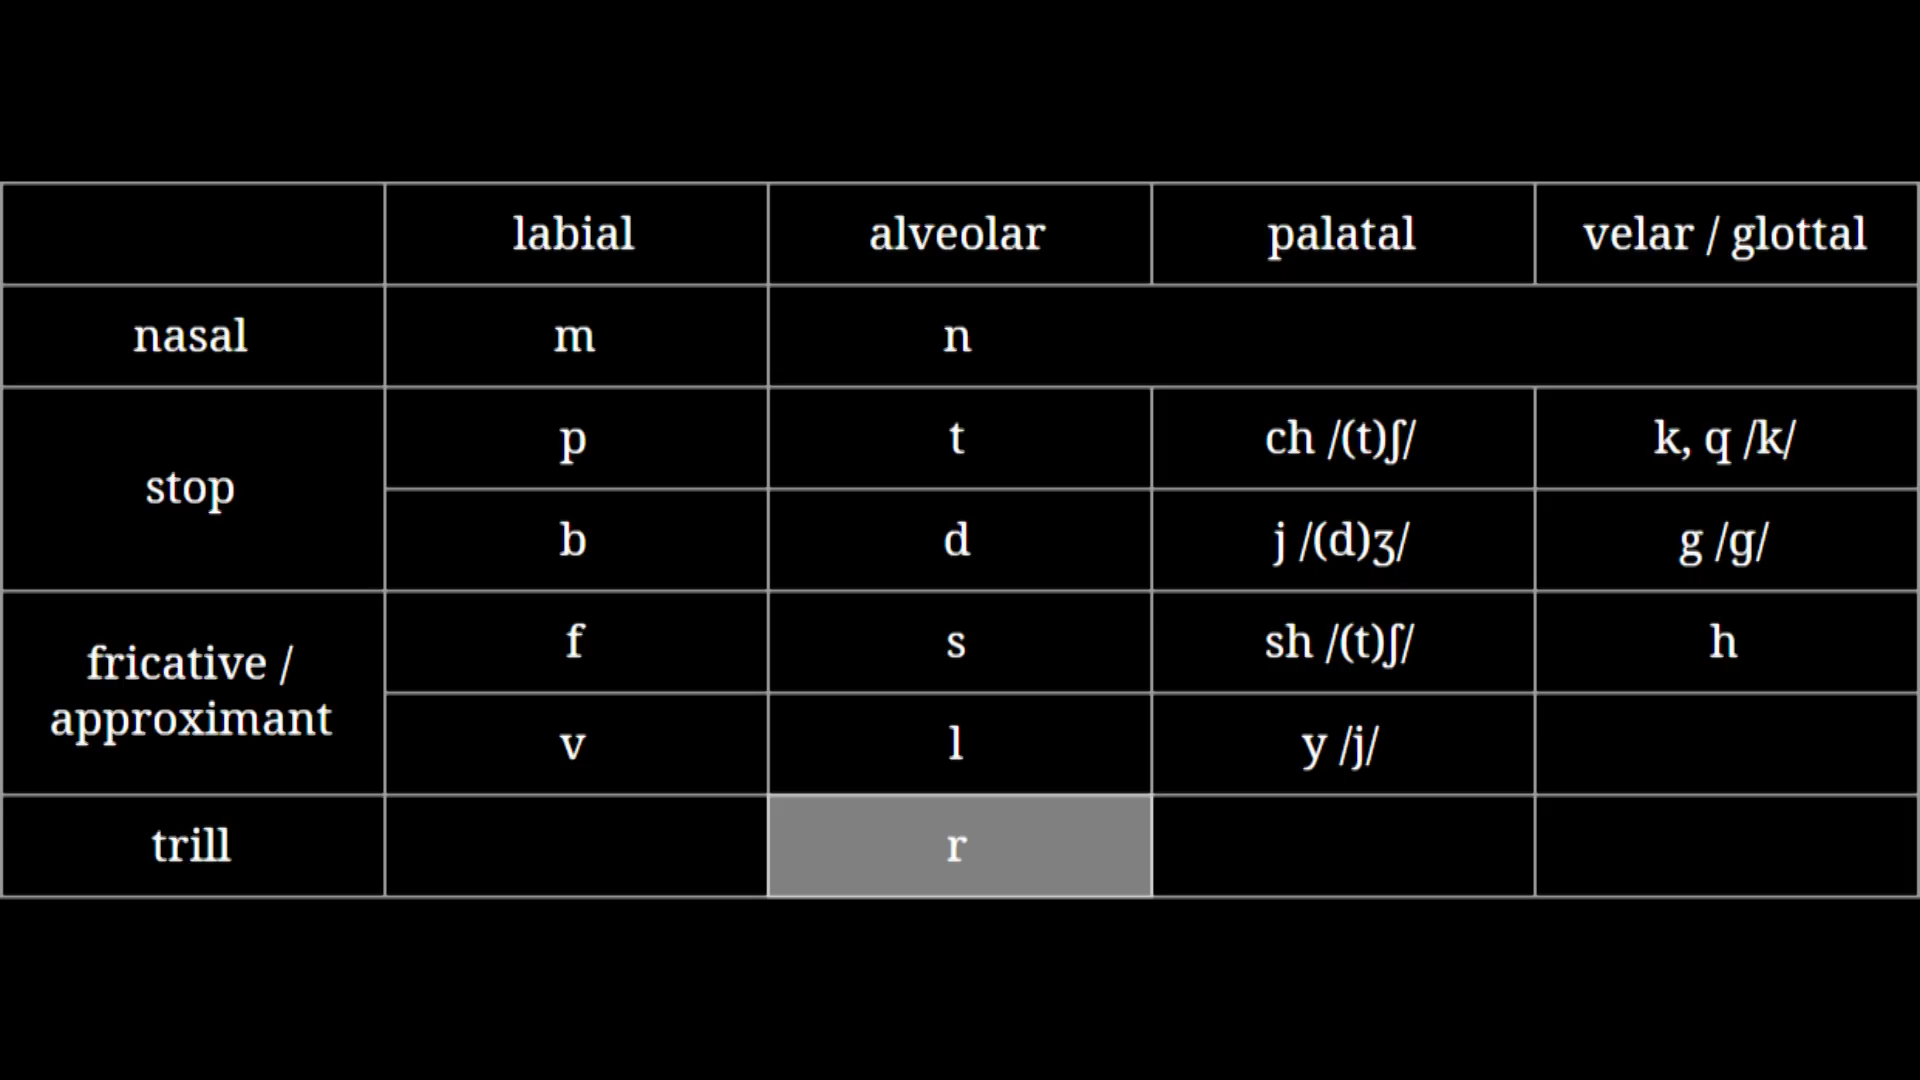 labial alveolar palatal velar / glottal
nasal m n
stop p t ch /(t)ʃ/ k, q /k/
b d j /(d)ʒ/ g /ɡ/
fricative /
approximant f s sh /(t)ʃ/ h
v l y /j/
trill r